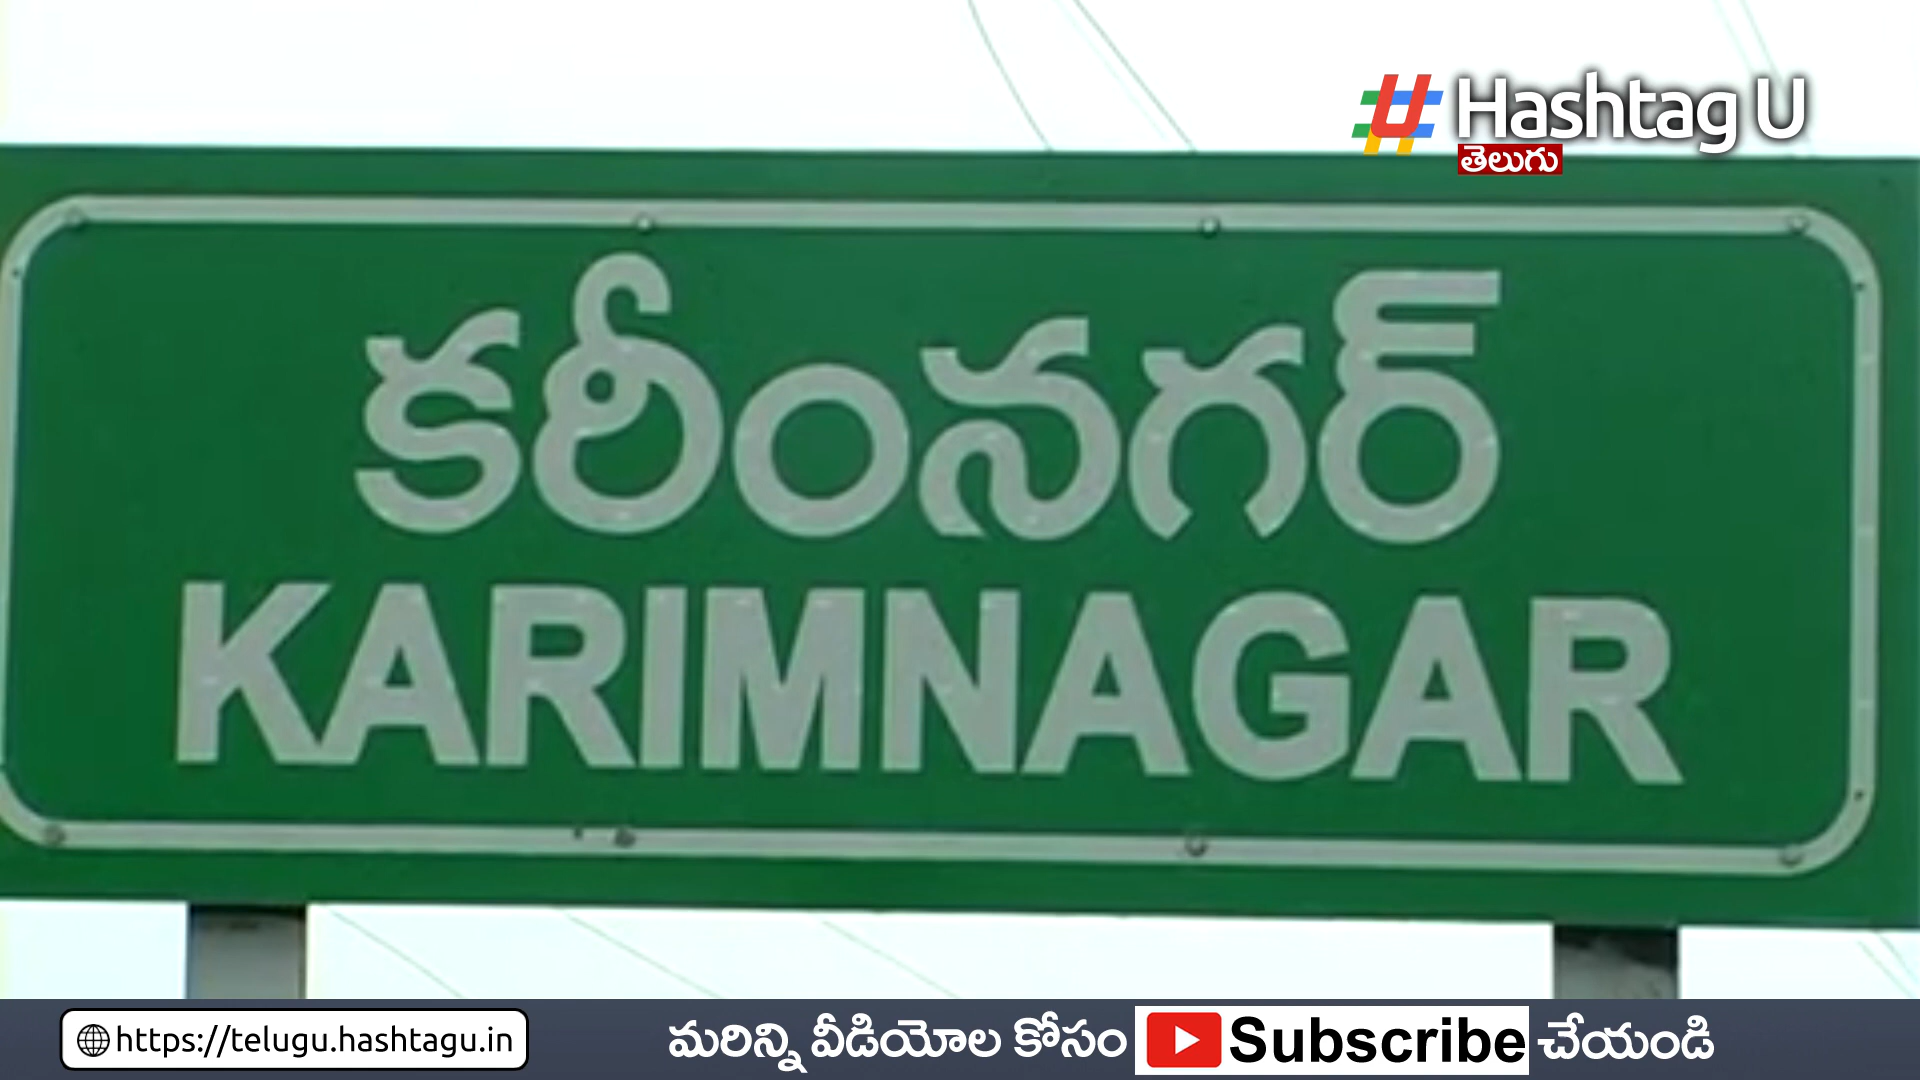 Hashtag U
తెలుగు
కరీంనగర్
KARIMNAGAR
https://telugu.hashtagu.in
మరిన్ని వీడియోల కోసం Subscribe చేయండి